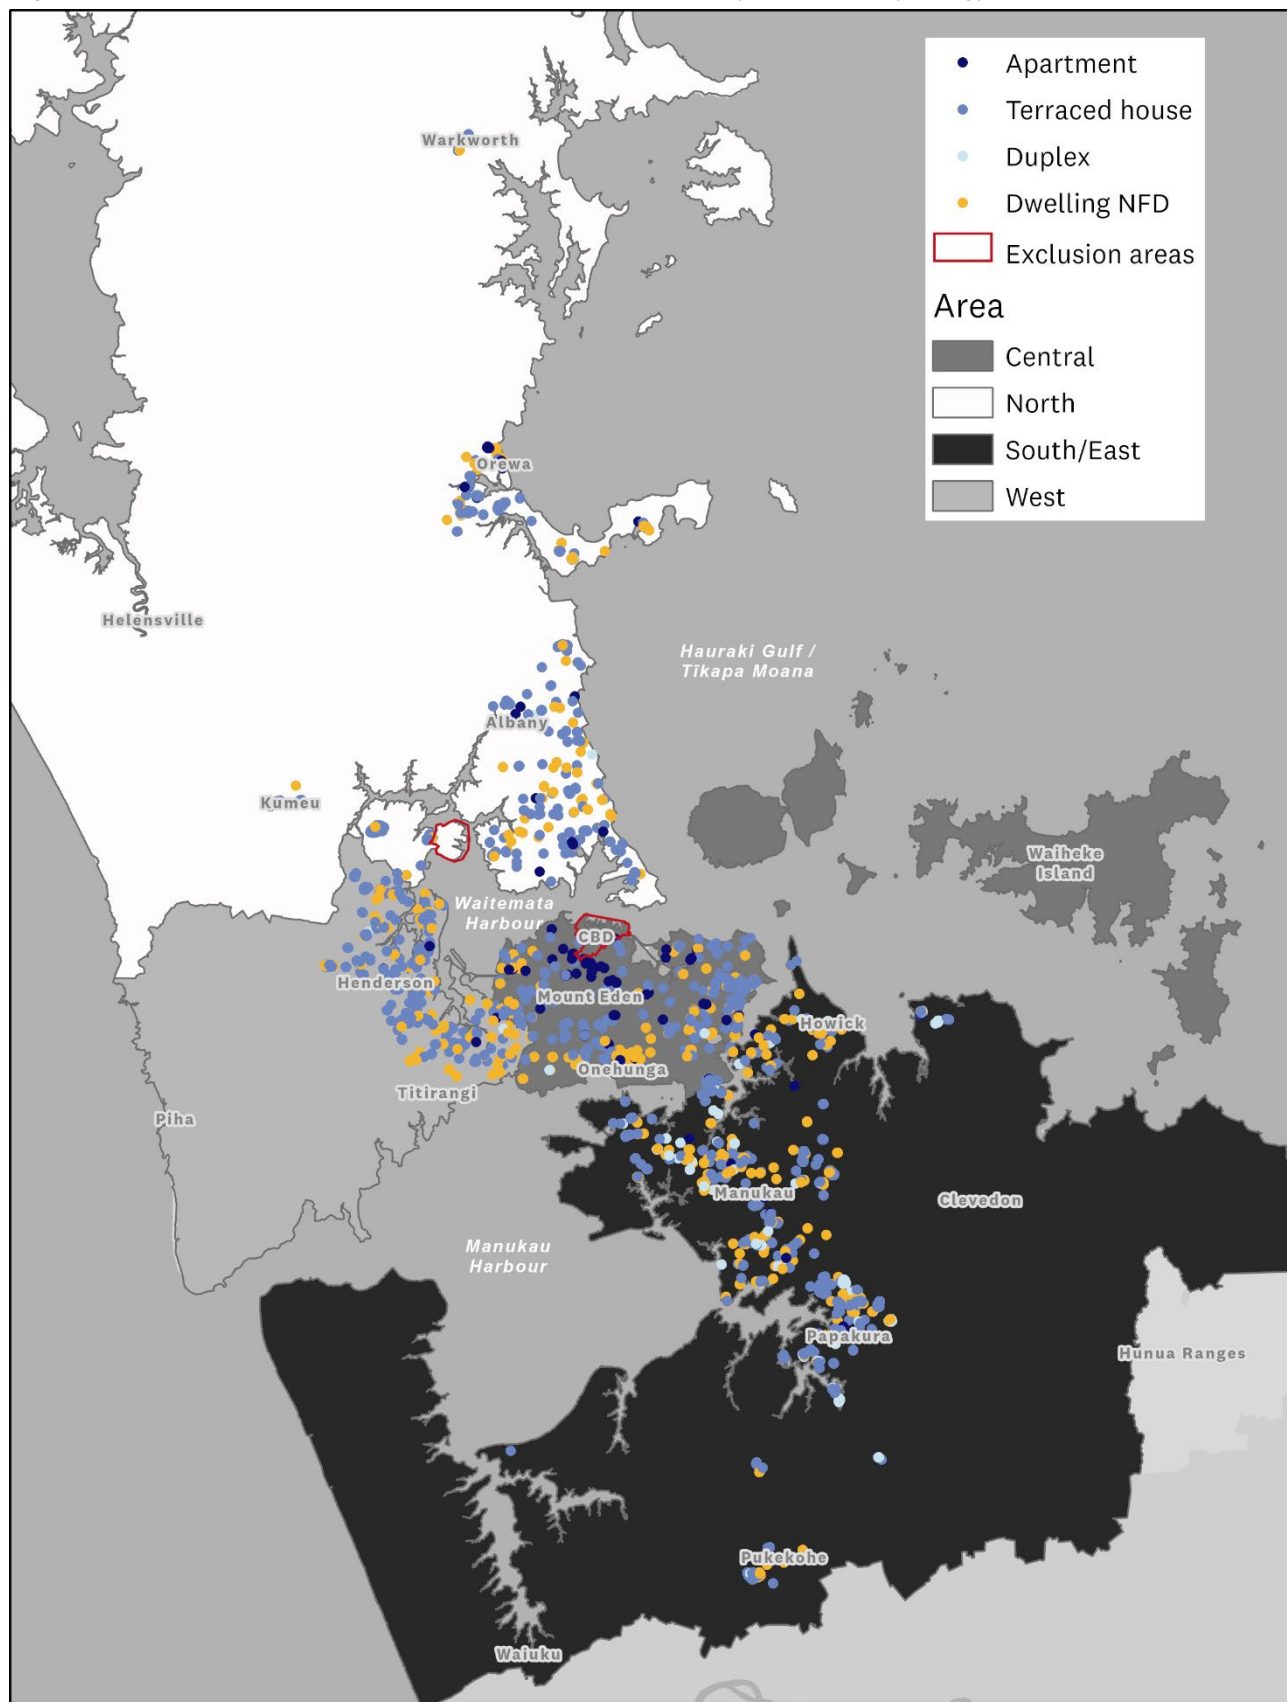 Apartment
Terraced house
Duplex
Dwelling NFD
Exclusion areas
Area
Central
North
South/East
West
Warkworth
Orewa
Helensville
Hauraki Gulf /
Tīkapa Moana
Albany
Kumeu
Waiheke
Island
Waitemata
Harbour
CBD
Henderson
Mount Eden
Howick
Onehunga
Titirangi
Piha
Manukau
Clevedon
Manukau
Harbour
Papakura
Hunua Ranges
Pukekohe
Waiuku